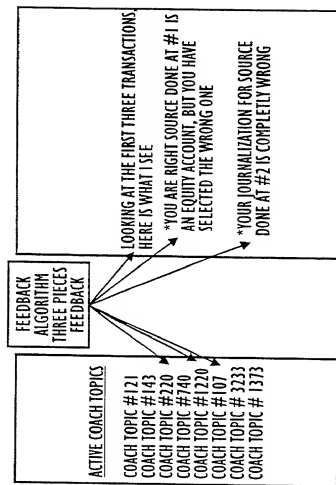 FEEDBACK
ALGORITHM
THREE PIECES
FEEDBACK
ACTIVE COACH TOPICS
COACH TOPIC #121
COACH TOPIC #143
COACH TOPIC #220
COACH TOPIC #740
COACH TOPIC #1220
COACH TOPIC #107
COACH TOPIC # 3233
COACH TOPIC # 1373
LOOKING AT THE FIRST THREE TRANSACTIONS,
HERE IS WHAT I SEE
*YOU ARE RIGHT SOURCE DONE AT #1 IS
AN EQUITY ACCOUNT, BUT YOU HAVE
SELECTED THE WRONG ONE
*YOUR JOURNALIZATION FOR SOURCE
DONE AT #2 IS COMPLETLY WRONG